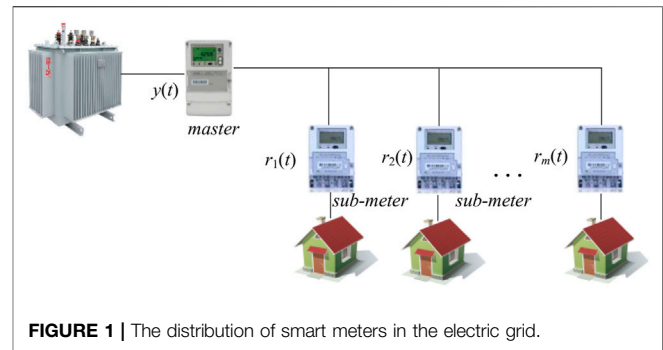 y(t)
master
r1(t)
r2(t)
...
rm(t)
sub-meter
sub-meter
FIGURE 1 | The distribution of smart meters in the electric grid.